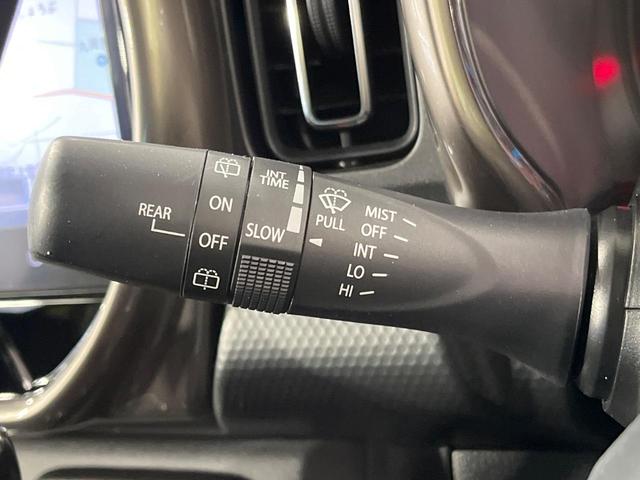 REAR
ON
OFF
INT
TIME
SLOW
PULL
MIST
OFF
INT
LO
HI